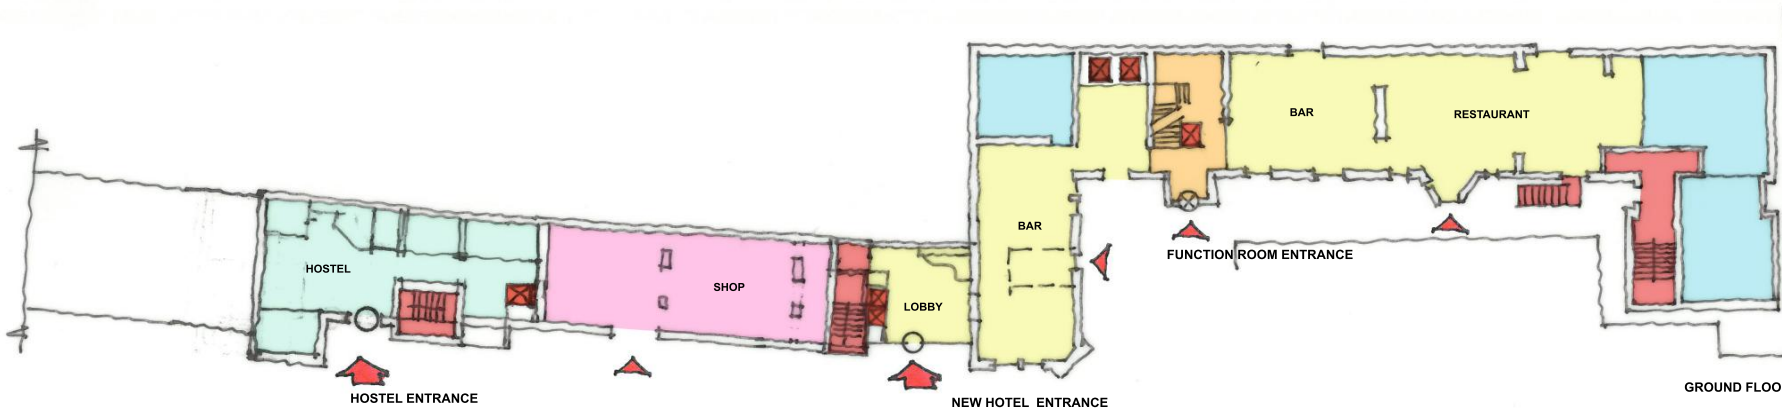 BAR
RESTAURANT
BAR
FUNCTION ROOM ENTRANCE
HOSTEL
SHOP
LOBBY
HOSTEL ENTRANCE
NEW HOTEL ENTRANCE
GROUND FLOO